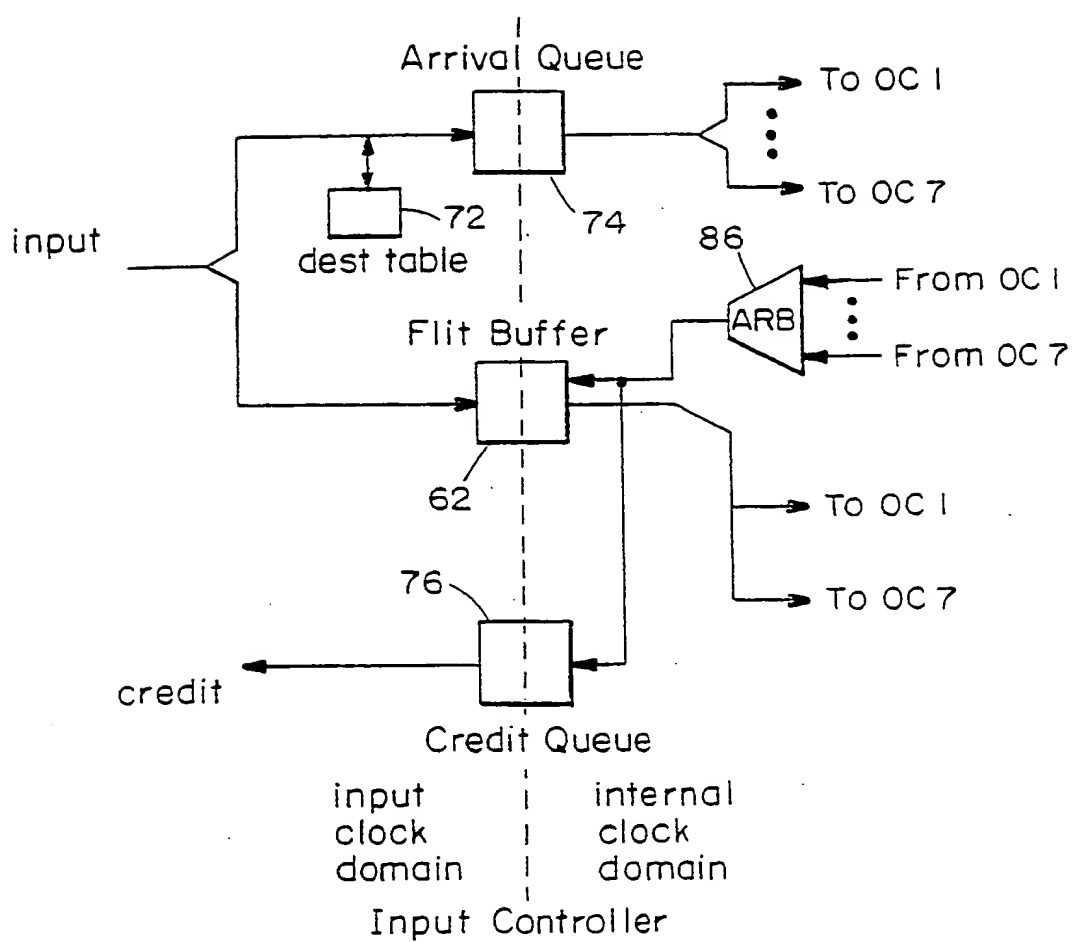 Arrival Queue
To OC 1
To OC 7
72
74
input
dest table
86
From OC 1
ARB
From OC 7
Flit Buffer
62
To OC 1
To OC 7
76
credit
Credit Queue
input clock domain
internal clock domain
Input Controller